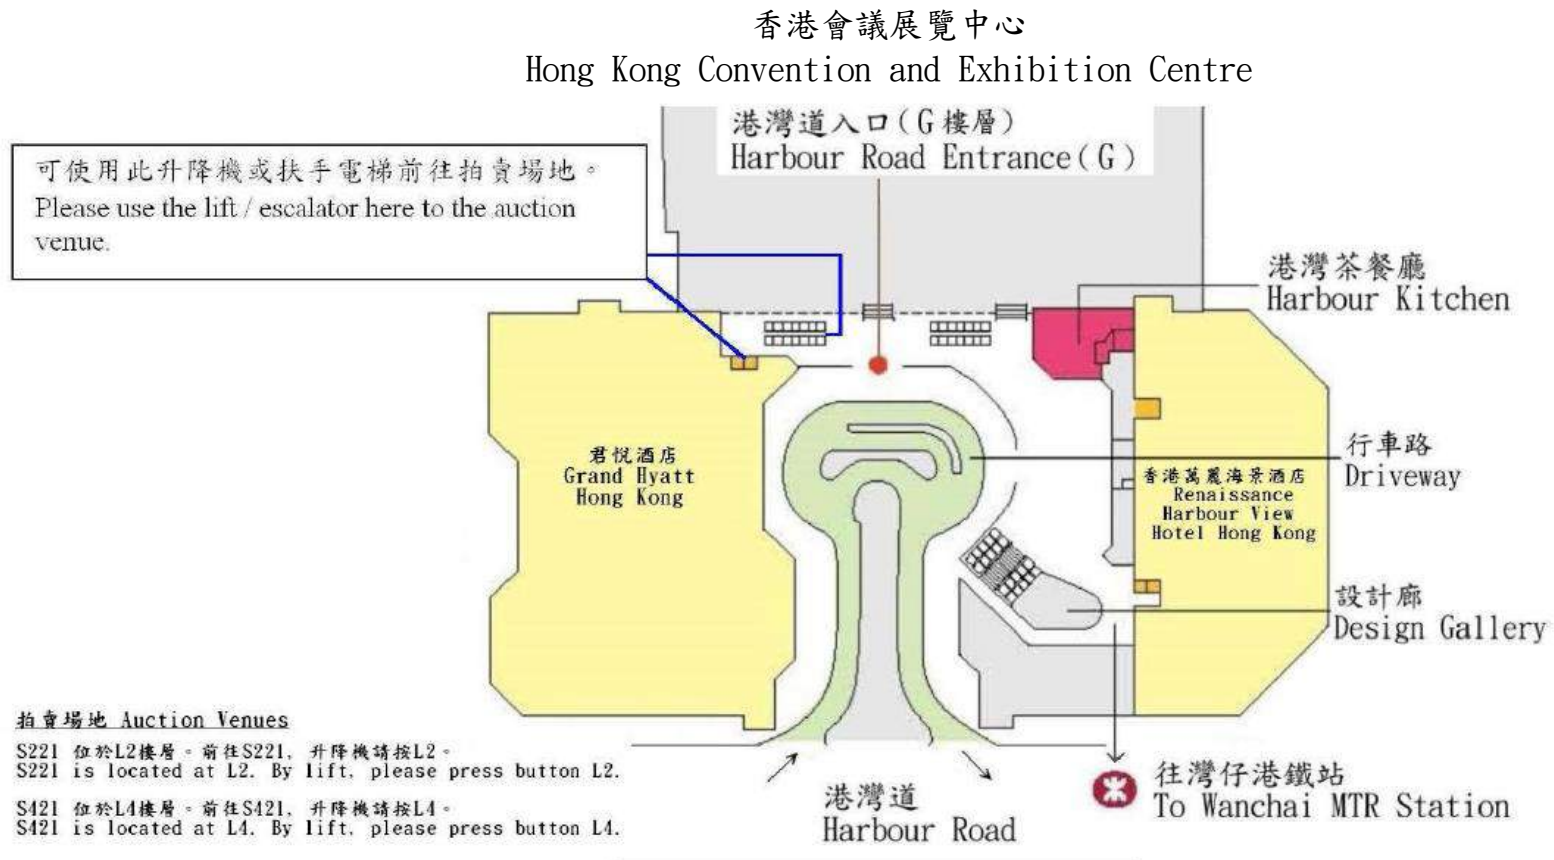 香港會議展覽中心
Hong Kong Convention and Exhibition Centre
港灣道入口(G樓層)
Harbour Road Entrance(G)
可使用此升降機或扶手電梯前往拍賣場地。
Please use the lift / escalator here to the auction
venue.
港灣茶餐廳
Harbour Kitchen
君悅酒店
Grand Hyatt
Hong Kong
行車路
Driveway
香港萬麗海景酒店
Renaissance
Harbour View
Hotel Hong Kong
設計廊
Design Gallery
拍賣場地 Auction Venues
S221 位於L2樓層。前往S221, 升降機請按L2。
S221 is located at L2. By lift, please press button L2.
S421 位於L4樓層。前往S421, 升降機請按L4。
S421 is located at L4. By lift, please press button L4.
港灣道
Harbour Road
往灣仔港鐵站
To Wanchai MTR Station